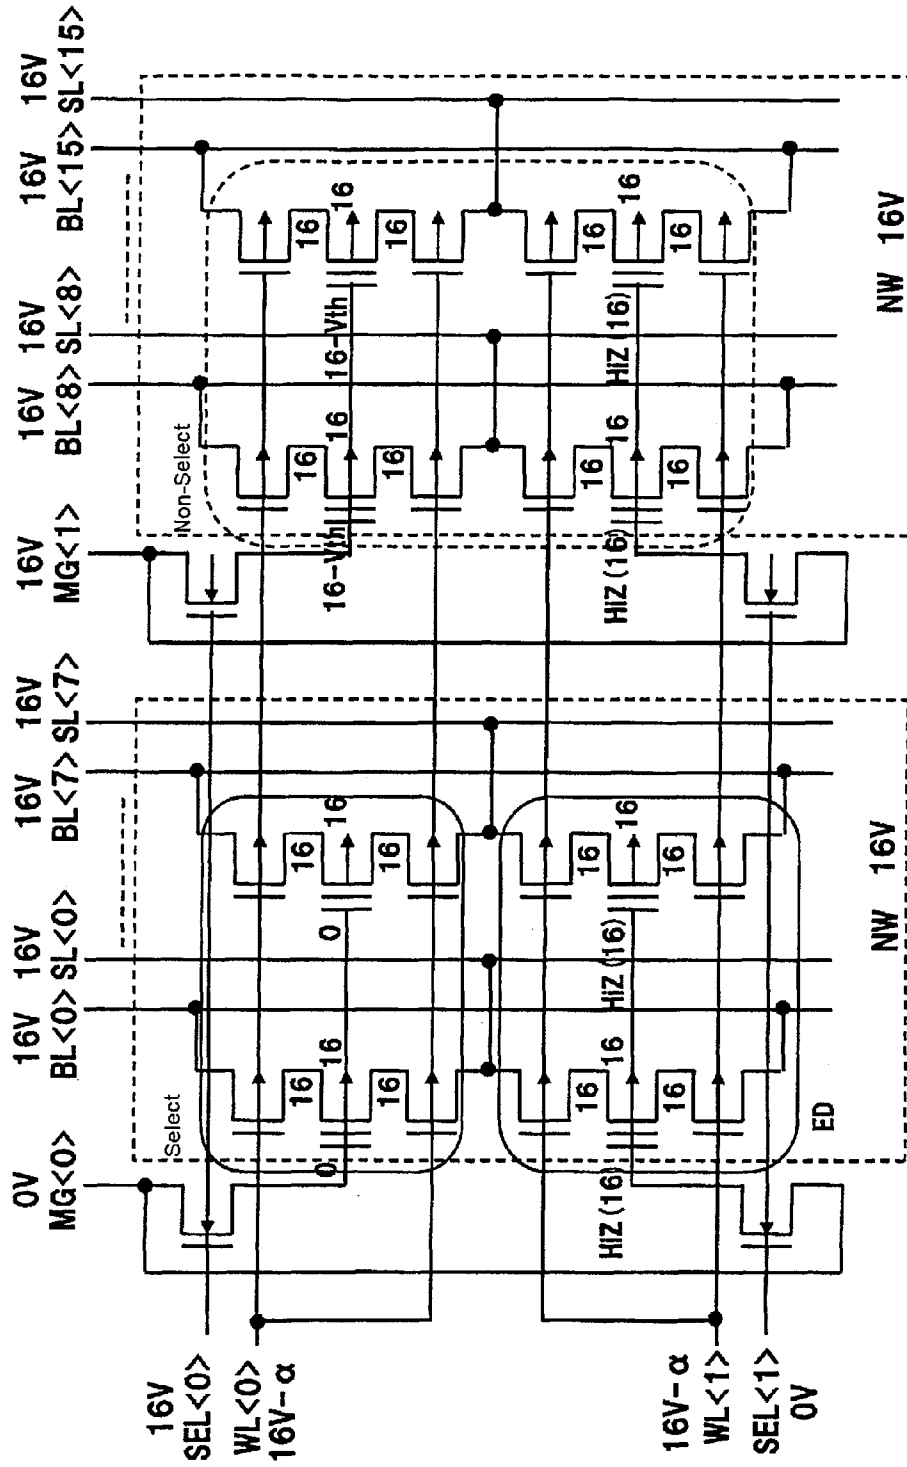 0V
MG<0>
16V
BL<0>
16V
SL<0>
16V
BL<7>
16V
SL<7>
16V
MG<1>
16V
BL<8>
16V
SL<8>
16V
BL<15>
16V
SL<15>
Select
Non-Select
16V
SEL<0>
WL<0>
16V-α
16V-α
WL<1>
SEL<1>
0V
16
16
16
16
16
16
16
16
0
16
0
16
16-Vth
16
16-Vth
16
16
16
16
16
16
16
16
16
HiZ(16)
16
HiZ(16)
16
HiZ(16)
16
HiZ(16)
16
ED
NW 16V
NW 16V